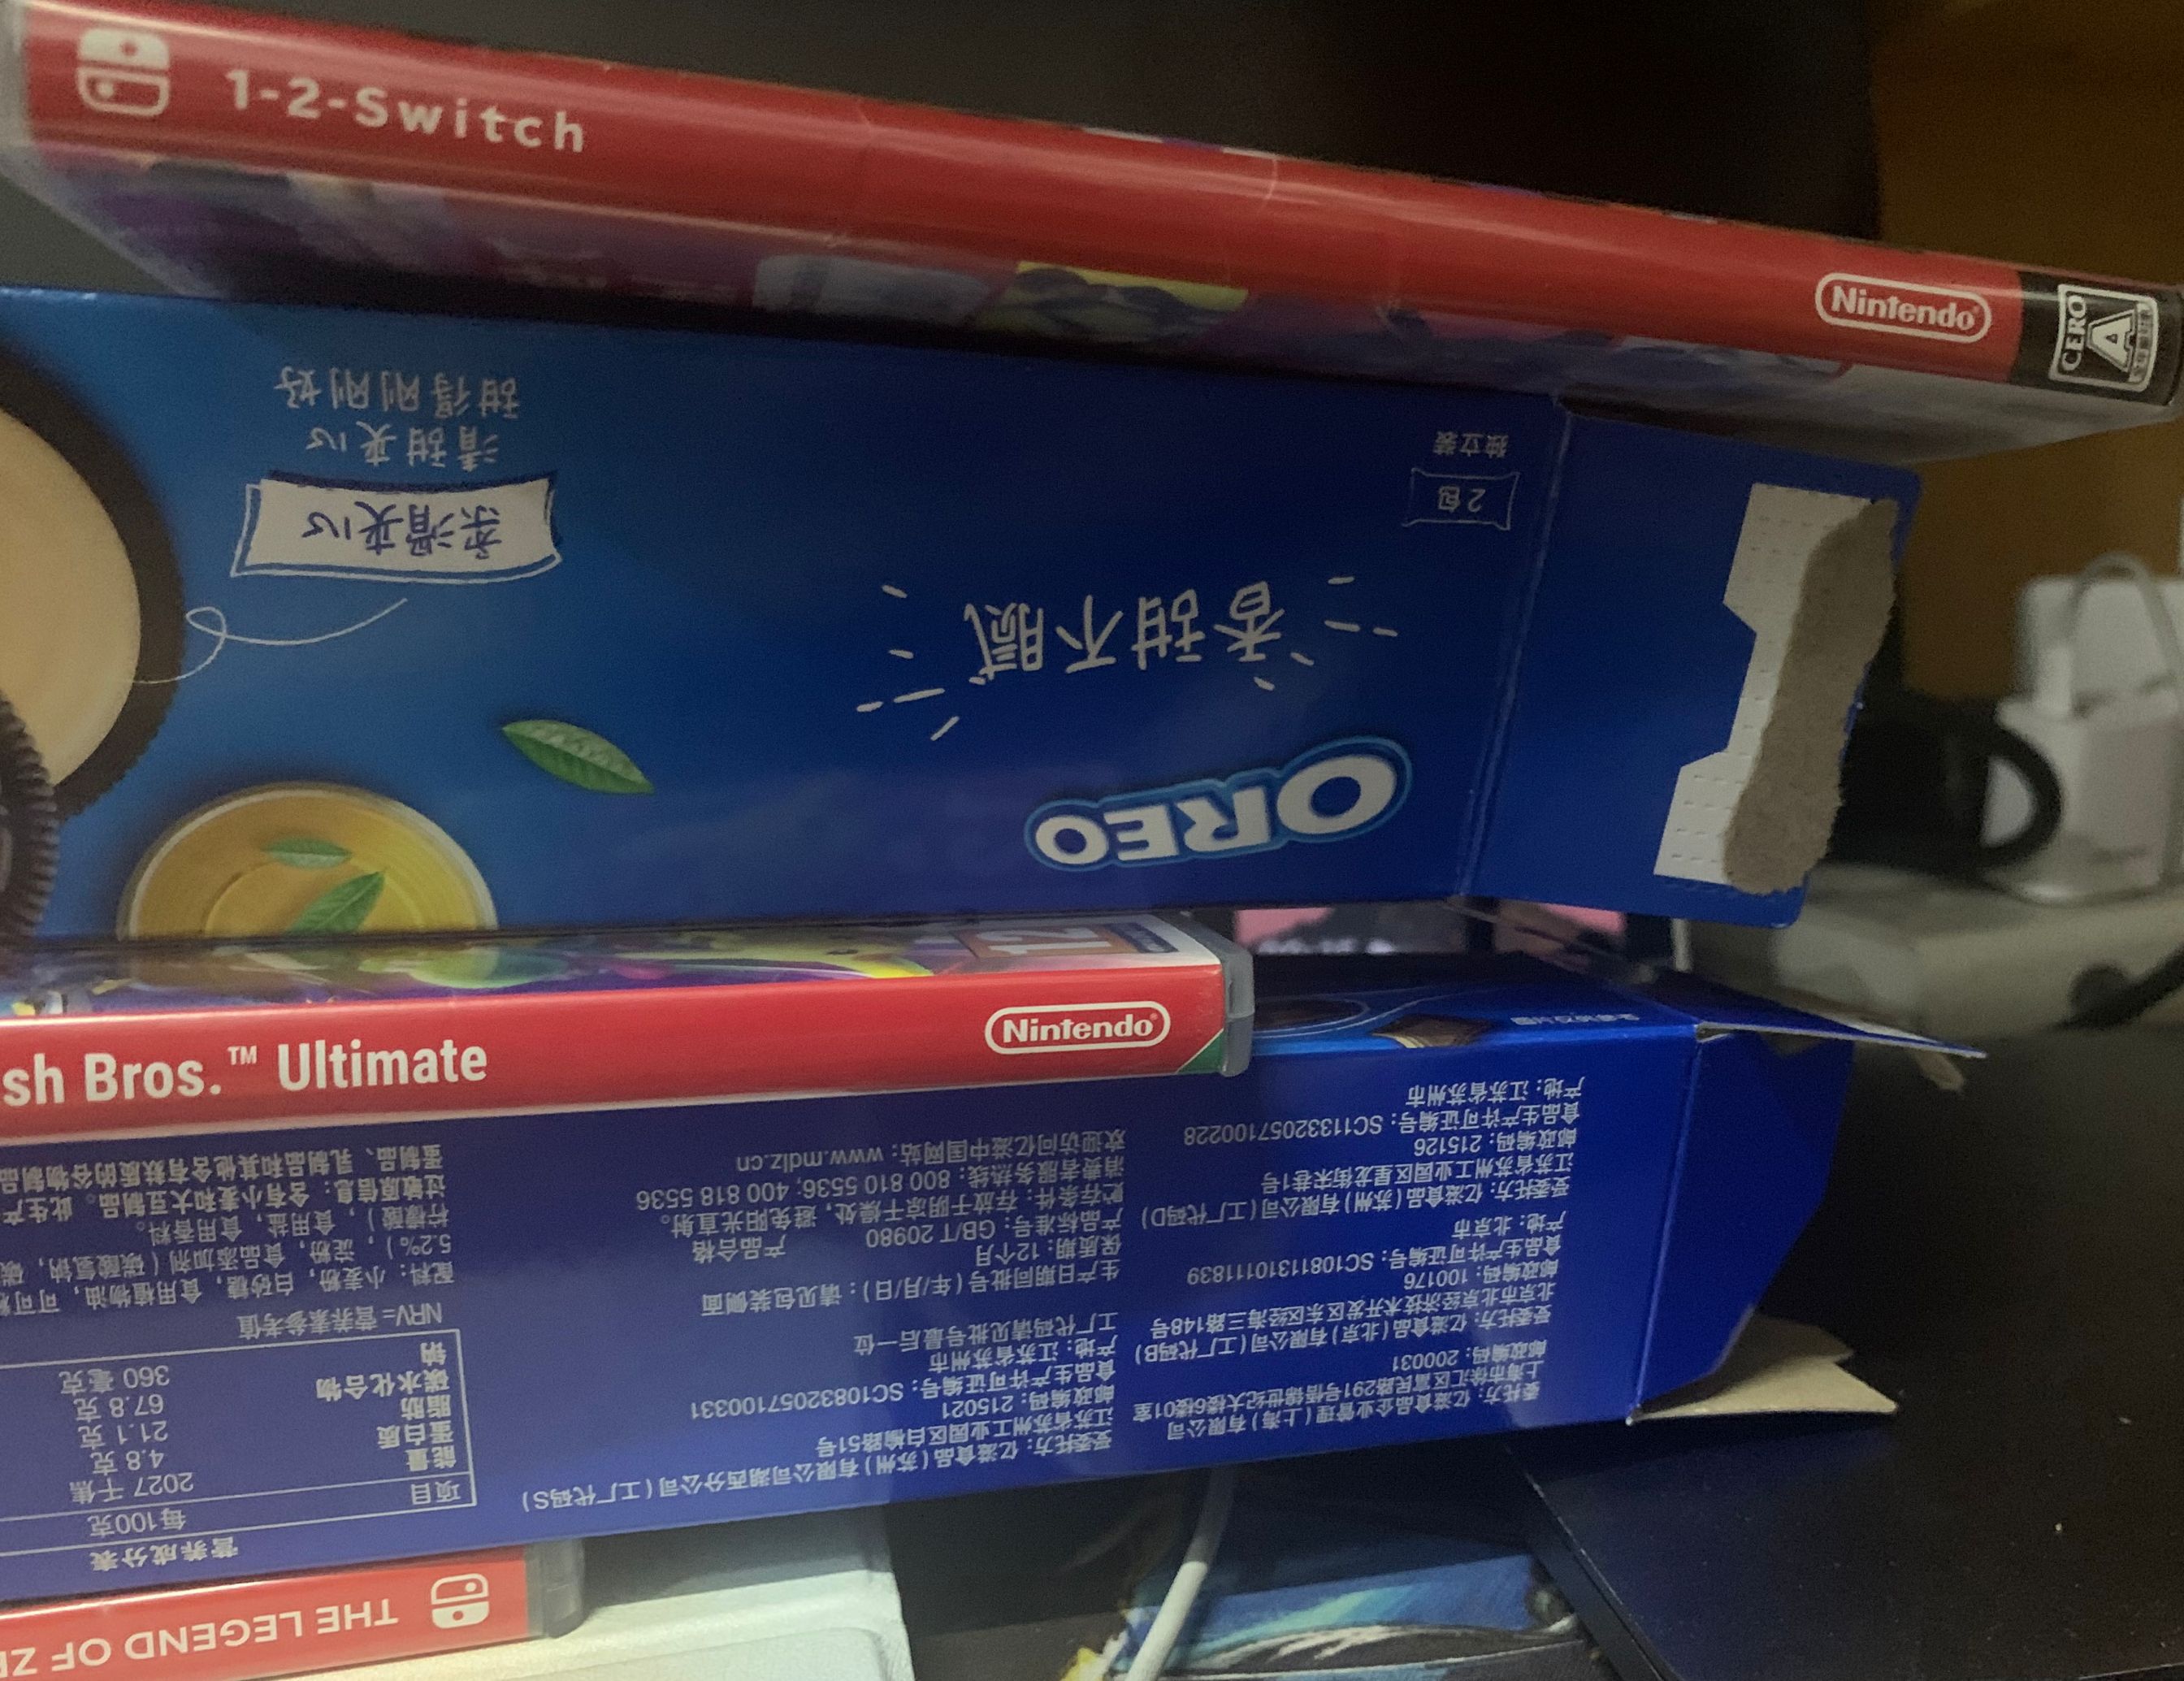 1-2-Switch
Nintendo
CERO
A
OREO
香甜不腻
2包
独立装
柔滑夹心
清甜夹心
甜得刚刚好
sh Bros.™ Ultimate
Nintendo
12
营养成分表
项目
每100克
能量
2027 千焦
蛋白质
4.8 克
脂肪
21.1 克
碳水化合物
67.8 克
钠
360 毫克
NRV=营养素参考值
配料：小麦粉，白砂糖，食用植物油，可可粉
5.2%），淀粉，食品添加剂（碳酸氢钠，碳
柠檬酸），食用盐，食用香料。
过敏原信息：含有小麦和大豆制品。此生产
蛋制品、乳制品和其他含有麸质的谷物制品
受委托方：亿滋食品（苏州）有限公司湖西分公司（工厂代码S）
江苏省苏州工业园区白榆路51号
邮政编码：215021
食品生产许可证编号：SC10832057100331
产地：江苏省苏州市
工厂代码请见批号最后一位
生产日期同批号（年/月/日）：请见包装侧面
保质期：12个月
产品标准号：GB/T 20980 产品合格
贮存条件：存放于阴凉干燥处，避免阳光直射。
消费者服务热线：800 810 5536，400 818 5536
欢迎访问亿滋中国网站：www.mdlz.cn
委托方：亿滋食品企业管理（上海）有限公司
上海市徐汇区富民路291号悟锦世纪大楼6楼01室
邮政编码：200031
受委托方：亿滋食品（北京）有限公司（工厂代码B）
北京市北京经济技术开发区东区经海三路148号
邮政编码：100176
食品生产许可证编号：SC10811310111839
产地：北京市
受委托方：亿滋食品（苏州）有限公司（工厂代码D）
江苏省苏州工业园区星龙街宋巷1号
邮政编码：215126
食品生产许可证编号：SC11332057100228
产地：江苏省苏州市
THE LEGEND OF ZE